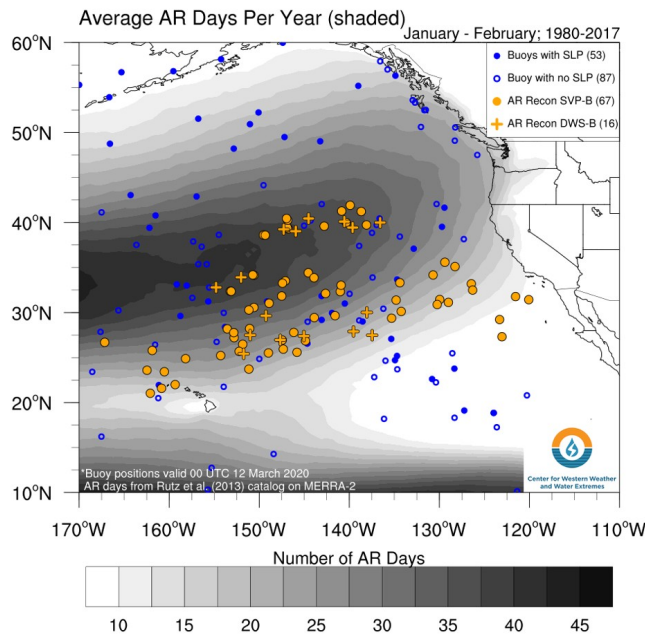 Average AR Days Per Year (shaded)
January - February; 1980-2017
60°N
50°N
40°N
30°N
20°N
10°N
Buoys with SLP (53)
Buoy with no SLP (87)
AR Recon SVP-B (67)
AR Recon DWS-B (16)
*Buoy positions valid 00 UTC 12 March 2020
AR days from Rutz et al. (2013) catalog on MERRA-2
Center for Western Weather
and Water Extremes
170°W 160°W 150°W 140°W 130°W 120°W 110°W
Number of AR Days
10 15 20 25 30 35 40 45